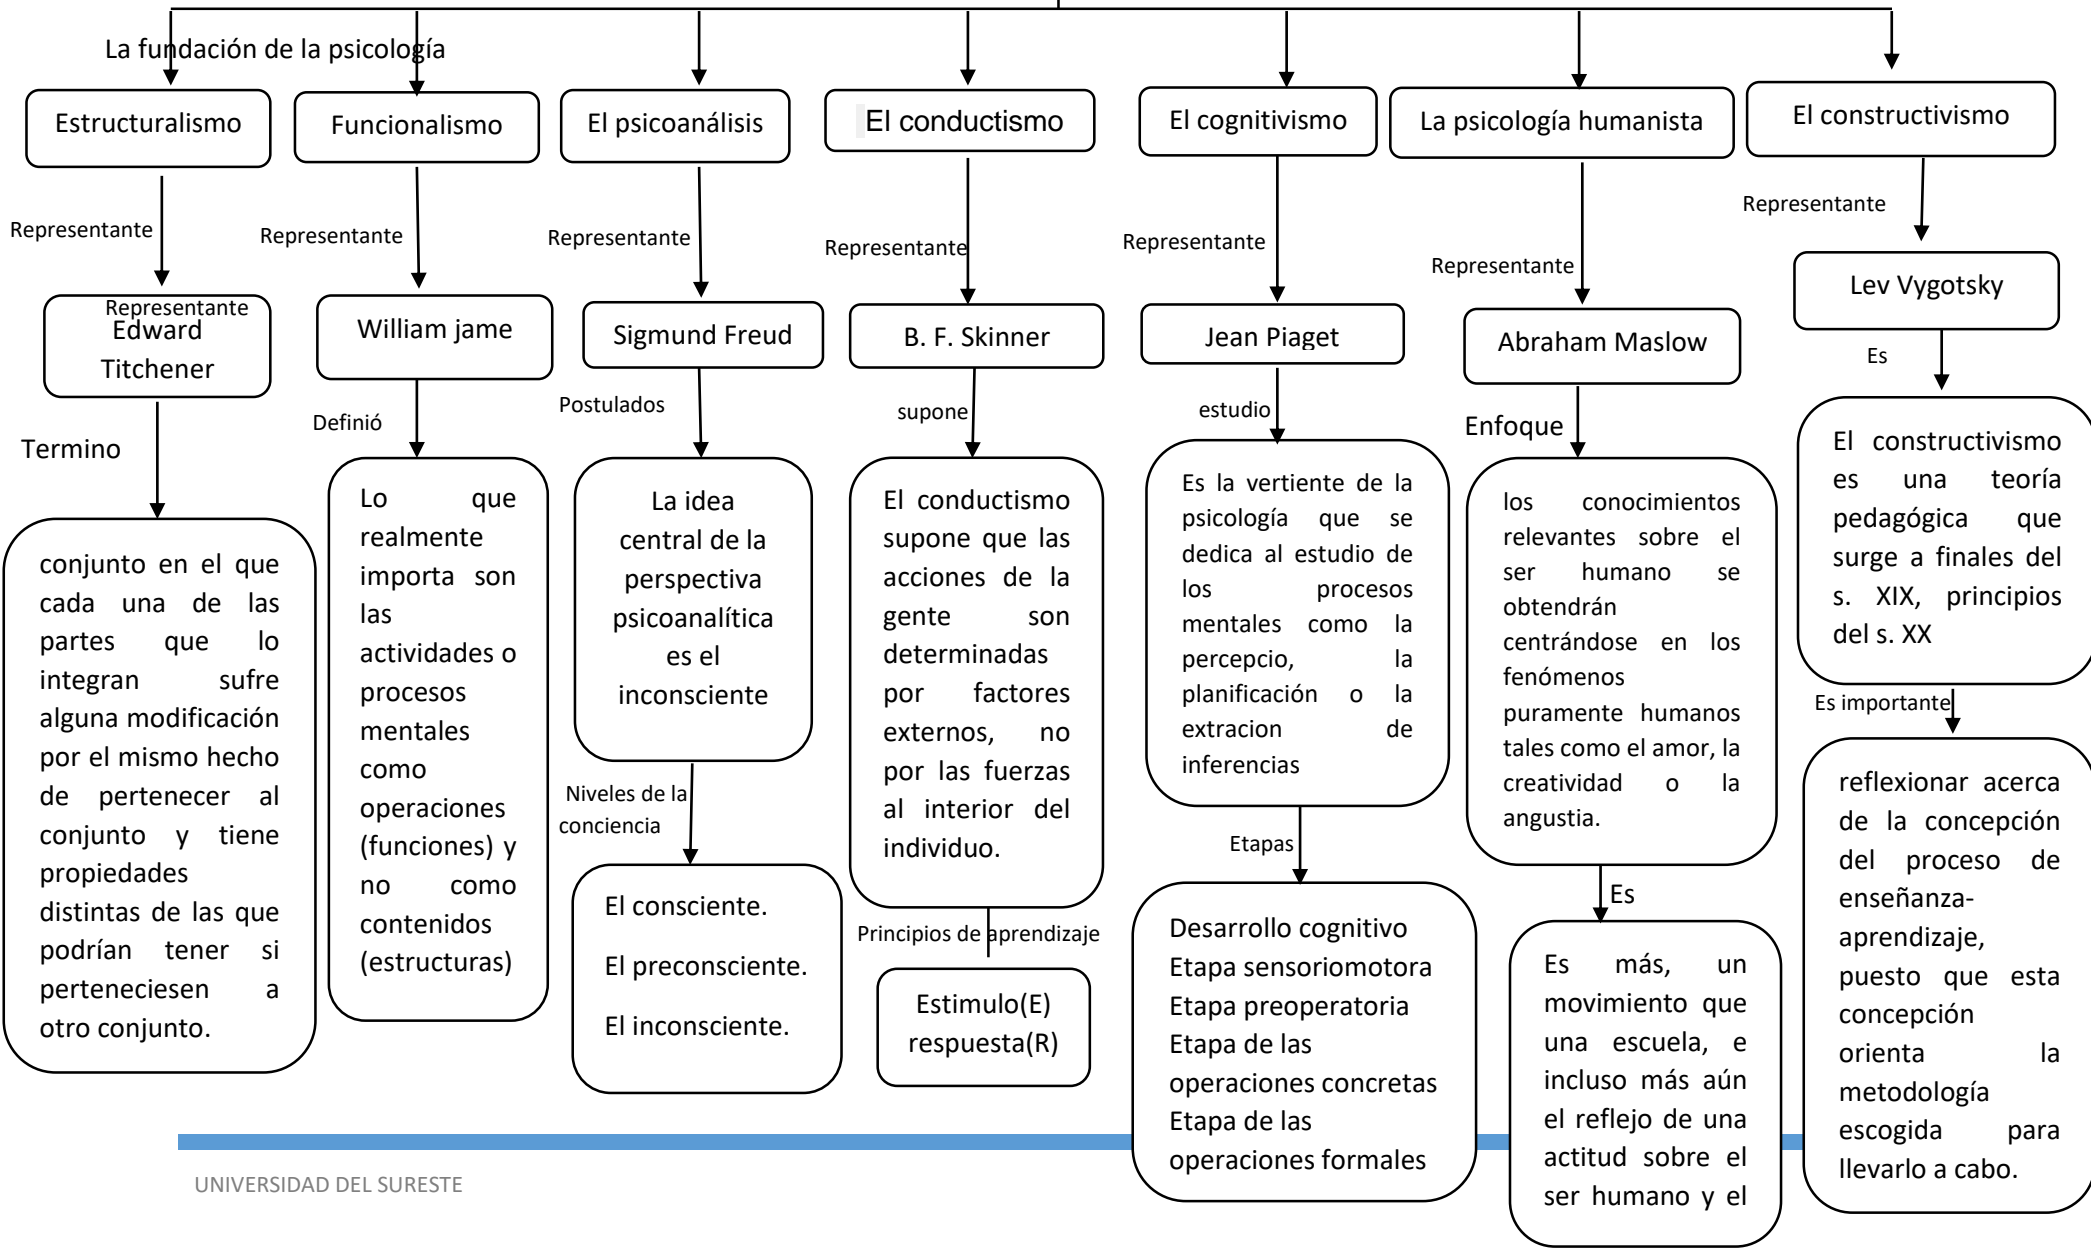 La fundación de la psicología
Estructuralismo
Representante
Representante
Edward
Titchener
Termino
conjunto en el que
cada una de las
partes que lo
integran sufre
alguna modificación
por el mismo hecho
de pertenecer al
conjunto y tiene
propiedades
distintas de las que
podrían tener si
perteneciesen a
otro conjunto.
Funcionalismo
Representante
William jame
Definió
Lo que
realmente
importa son
las
actividades o
procesos
mentales
como
operaciones
(funciones) y
no como
contenidos
(estructuras)
El psicoanálisis
Representante
Sigmund Freud
Postulados
La idea
central de la
perspectiva
psicoanalítica
es el
inconsciente
Niveles de la
conciencia
El consciente.
El preconsciente.
El inconsciente.
El conductismo
Representante
B. F. Skinner
supone
El conductismo
supone que las
acciones de la
gente son
determinadas
por factores
externos, no
por las fuerzas
al interior del
individuo.
Principios de aprendizaje
Estimulo(E)
respuesta(R)
El cognitivismo
Representante
Jean Piaget
estudio
Es la vertiente de la
psicología que se
dedica al estudio de
los procesos
mentales como la
percepcio, la
planificación o la
extracion de
inferencias
Etapas
Desarrollo cognitivo
Etapa sensoriomotora
Etapa preoperatoria
Etapa de las
operaciones concretas
Etapa de las
operaciones formales
La psicología humanista
Representante
Abraham Maslow
Enfoque
los conocimientos
relevantes sobre el
ser humano se
obtendrán
centrándose en los
fenómenos
puramente humanos
tales como el amor, la
creatividad o la
angustia.
Es
Es más, un
movimiento que
una escuela, e
incluso más aún
el reflejo de una
actitud sobre el
ser humano y el
El constructivismo
Representante
Lev Vygotsky
Es
El constructivismo
es una teoría
pedagógica que
surge a finales del
s. XIX, principios
del s. XX
Es importante
reflexionar acerca
de la concepción
del proceso de
enseñanza-
aprendizaje,
puesto que esta
concepción
orienta la
metodología
escogida para
llevarlo a cabo.
UNIVERSIDAD DEL SURESTE